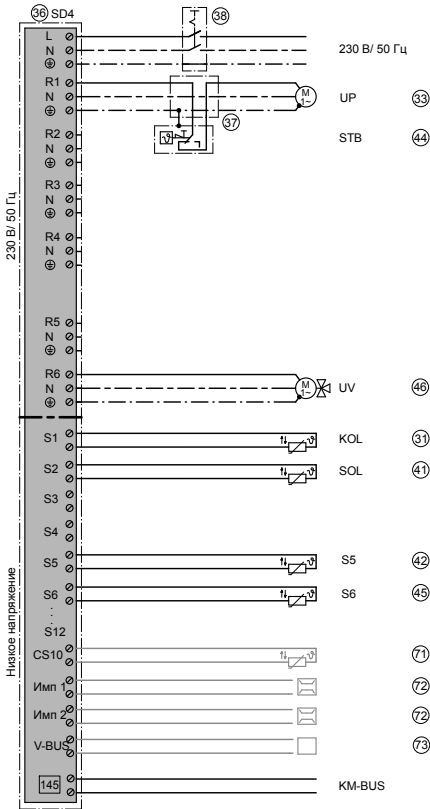 36 SD4
38
L
N
230 В/ 50 Гц
R1
N
M
1~
UP
33
37
R2
N
STB
44
R3
N
R4
N
R5
N
R6
N
M
1~
UV
46
230 В/ 50 Гц
S1
KOL
31
S2
SOL
41
S3
S4
S5
S5
42
S6
S6
45
S12
CS10
71
Имп 1
72
Имп 2
72
V-BUS
73
145
KM-BUS
Низкое напряжение